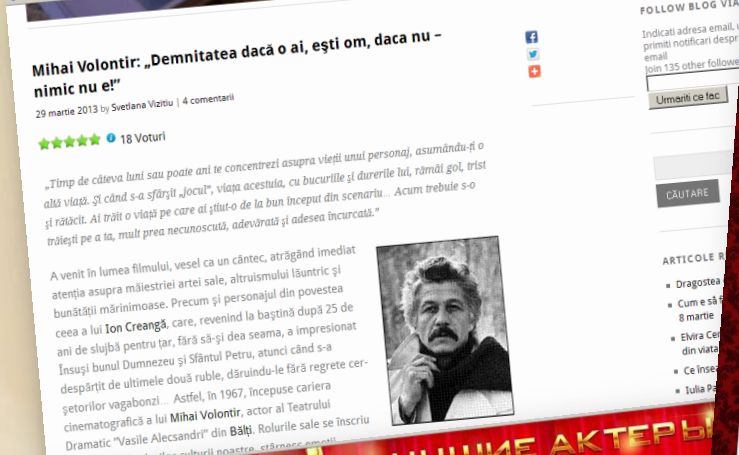 Mihai Volontir: „Demnitatea dacă o ai, eşti om, daca nu –
nimic nu e!”
29 martie 2013 by Svetlana Vizitiu | 4 comentarii
18 Voturi
„Timp de câteva luni sau poate ani te concentrezi asupra vieţii unui personaj, asumându-ţi o
altă viaţă. Şi când s-a sfârşit „jocul”, viaţa acestuia, cu bucuriile şi durerile lui, rămâi gol, trist
şi rătăcit. Ai trăit o viaţă pe care ai ştiut-o de la bun început din scenariu... Acum trebuie s-o
trăieşti pe a ta, mult prea necunoscută, adevărată şi adesea încurcată.”
A venit în lumea filmului, vesel ca un cântec, atrăgând imediat
atenţia asupra măiestriei artei sale, altruismului lăuntric şi
bunătăţii mărinimoase. Precum şi personajul din povestea
ceea a lui Ion Creangă, care, revenind la baştină după 25 de
ani de slujbă pentru ţar, fără să-şi dea seama, a impresionat
Însuşi bunul Dumnezeu şi Sfântul Petru, atunci când s-a
despărţit de ultimele două ruble, dăruindu-le fără regrete cer-
şetorilor vagabonzi... Astfel, în 1967, începuse cariera
cinematografică a lui Mihai Volontir, actor al Teatrului
Dramatic "Vasile Alecsandri" din Bălţi. Rolurile sale se înscriu
culturii noastre, stârnesc emoţii
FOLLOW BLOG VIA
Indicati adresa email,
primiti notificari despr
email
Join 135 other followe
Urmariti ce fac
CĂUTARE
ARTICOLE R
Dragostea
Cum e să f
8 martie
Elvira Cer
din viata
Ce înse
Iulia Pa
АКТЕРЫ